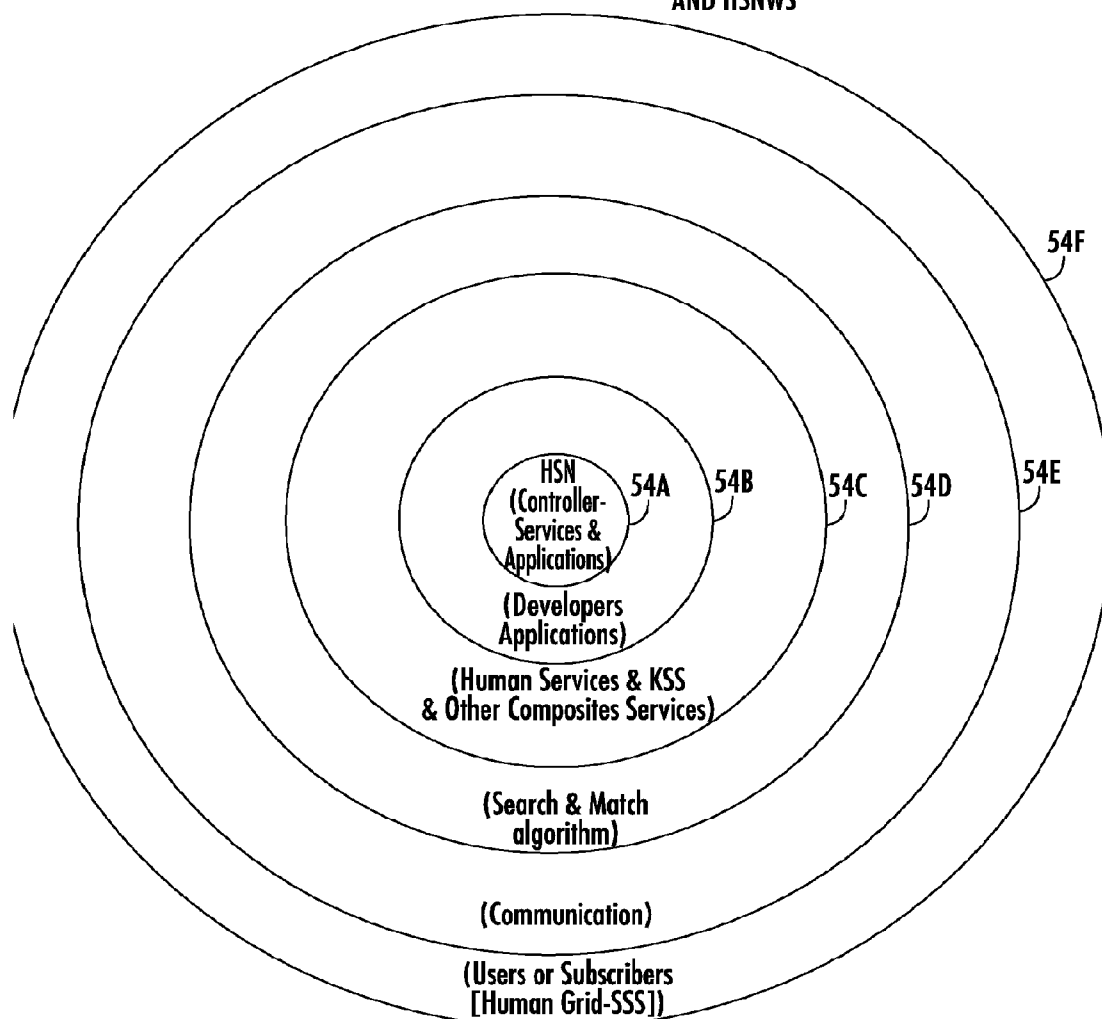 AND HSNWS
54F
HSN
(Controller-
Services &
Applications)
54A
54B
54C
54D
54E
(Developers
Applications)
(Human Services & KSS
& Other Composites Services)
(Search & Match
algorithm)
(Communication)
(Users or Subscribers
[Human Grid-SSS])